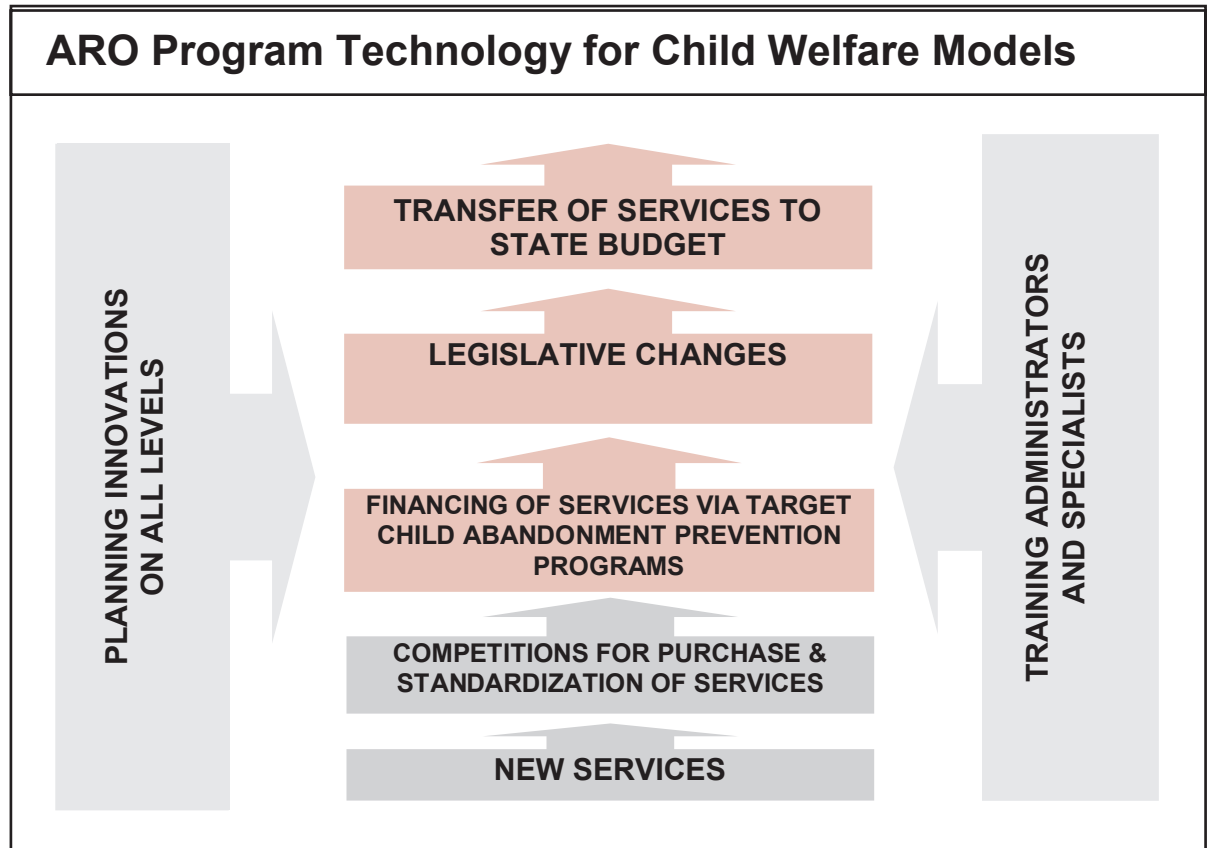 ARO Program Technology for Child Welfare Models
PLANNING INNOVATIONS
ON ALL LEVELS
TRANSFER OF SERVICES TO
STATE BUDGET
LEGISLATIVE CHANGES
FINANCING OF SERVICES VIA TARGET
CHILD ABANDONMENT PREVENTION
PROGRAMS
COMPETITIONS FOR PURCHASE &
STANDARDIZATION OF SERVICES
NEW SERVICES
TRAINING ADMINISTRATORS
AND SPECIALISTS